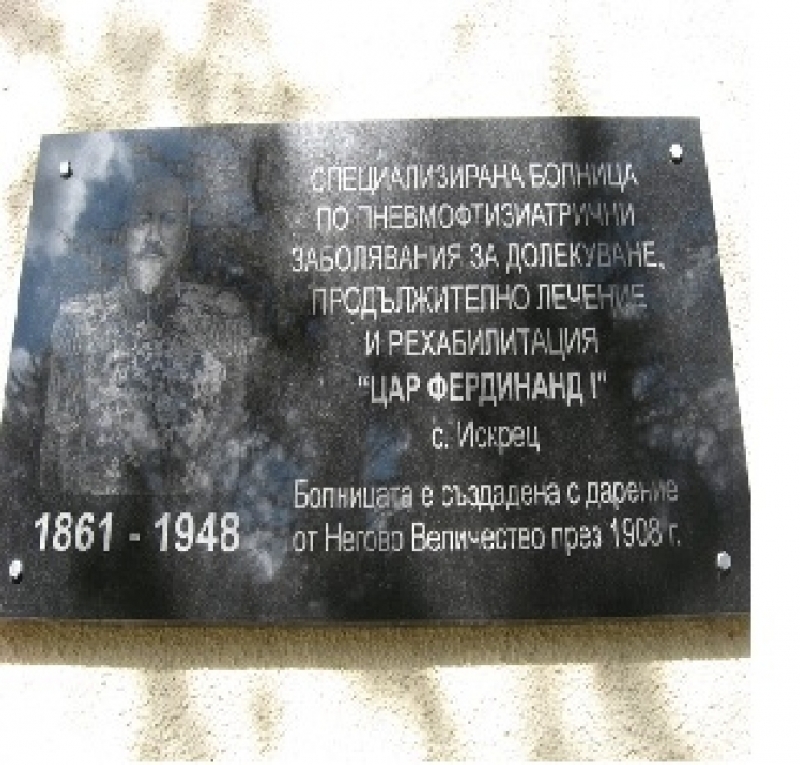 СПЕЦИАЛИЗИРАНА БОЛНИЦА
ПО ПНЕВМОФТИЗИАТРИЧНИ
ЗАБОЛЯВАНИЯ ЗА ДОЛЕКУВАНЕ,
ПРОДЪЛЖИТЕЛНО ЛЕЧЕНИЕ
И РЕХАБИЛИТАЦИЯ
"ЦАР ФЕРДИНАНД I"
с. Искрец
Болницата е създадена с дарение
от Негово Величество през 1908 г.
1861 - 1948